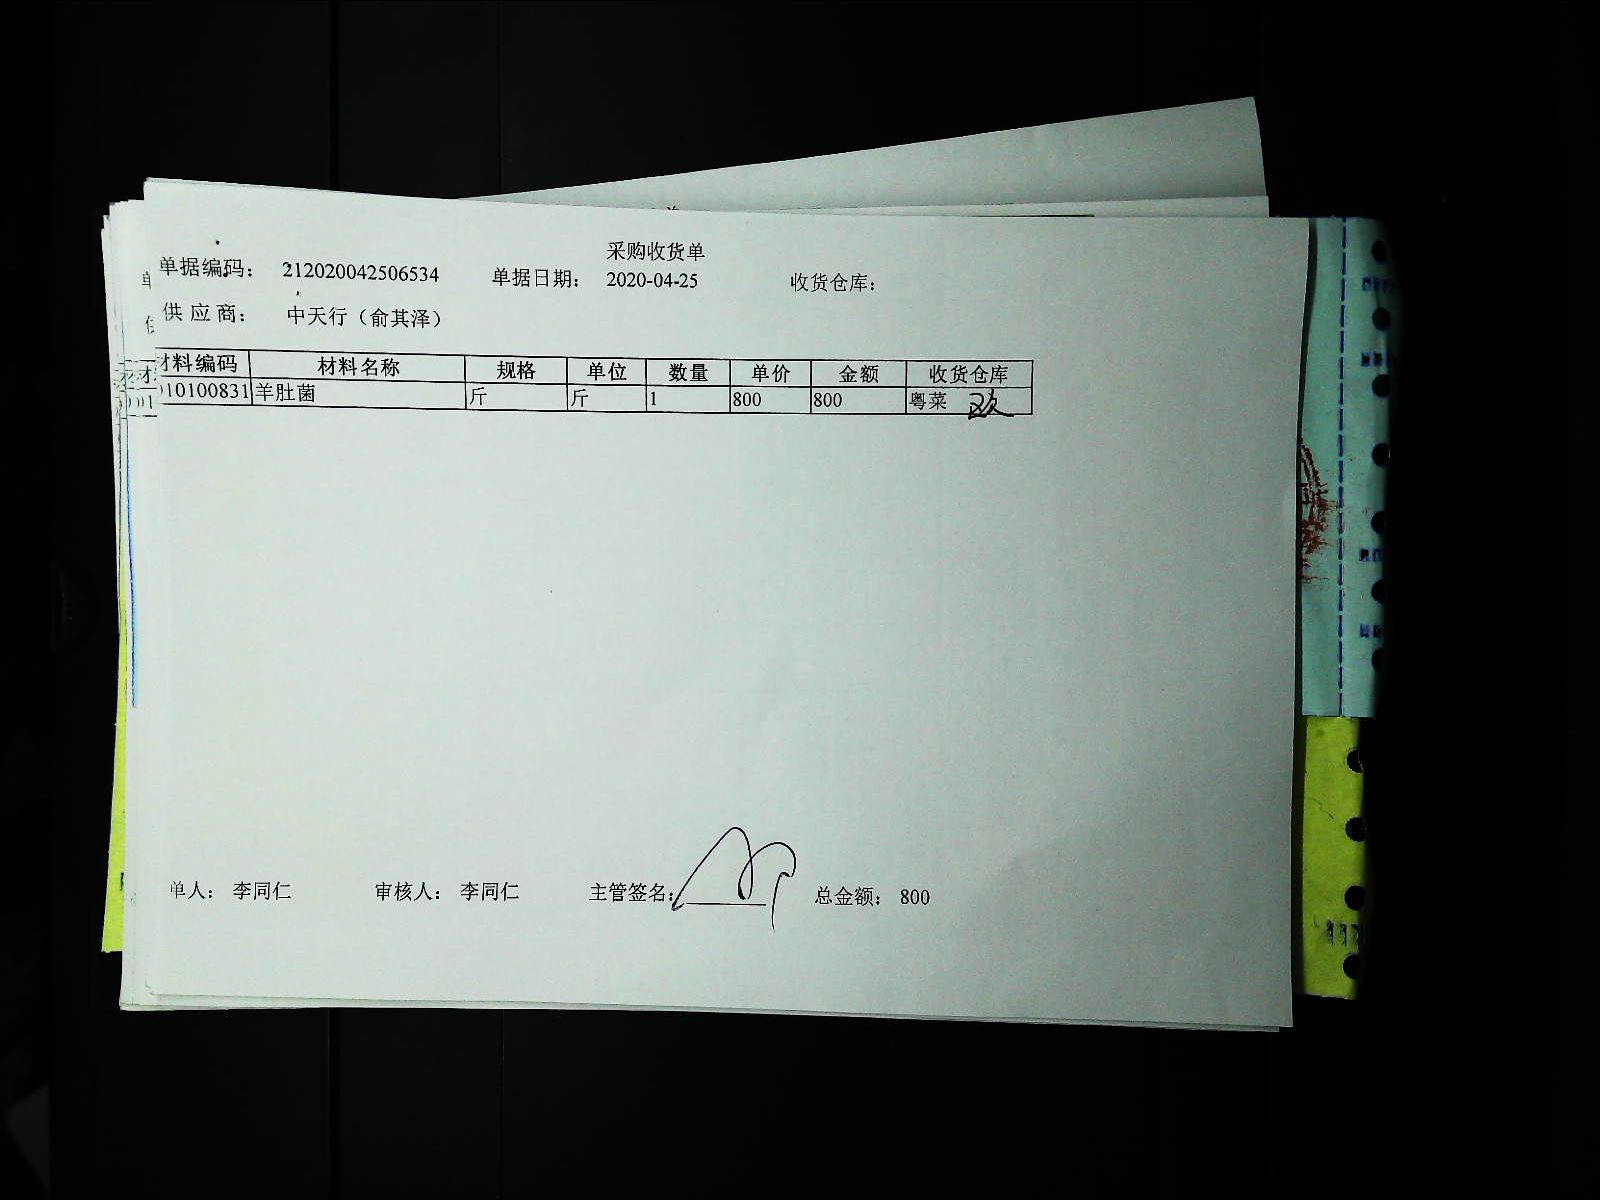 采购收货单
单据编码： 212020042506534 单据日期： 2020-04-25 收货仓库：
供应商： 中天行（俞其泽）
材料编码 材料名称 规格 单位 数量 单价 金额 收货仓库
010100831 羊肚菌 斤 斤 1 800 800 粤菜
单人： 李同仁 审核人： 李同仁 主管签名： 总金额： 800